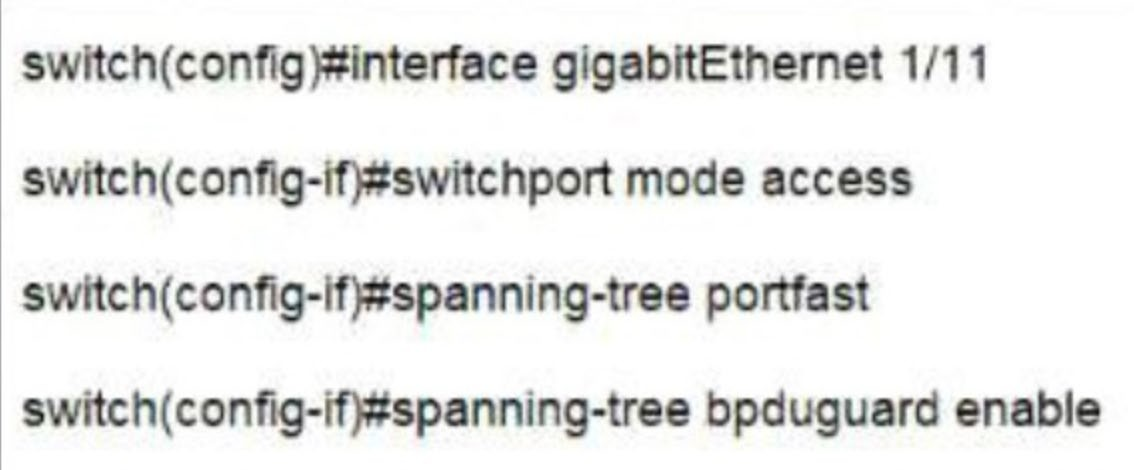 switch(config)#interface gigabitEthernet 1/11
switch(config-if)#switchport mode access
switch(config-if)#spanning-tree portfast
switch(config-if)#spanning-tree bpduguard enable